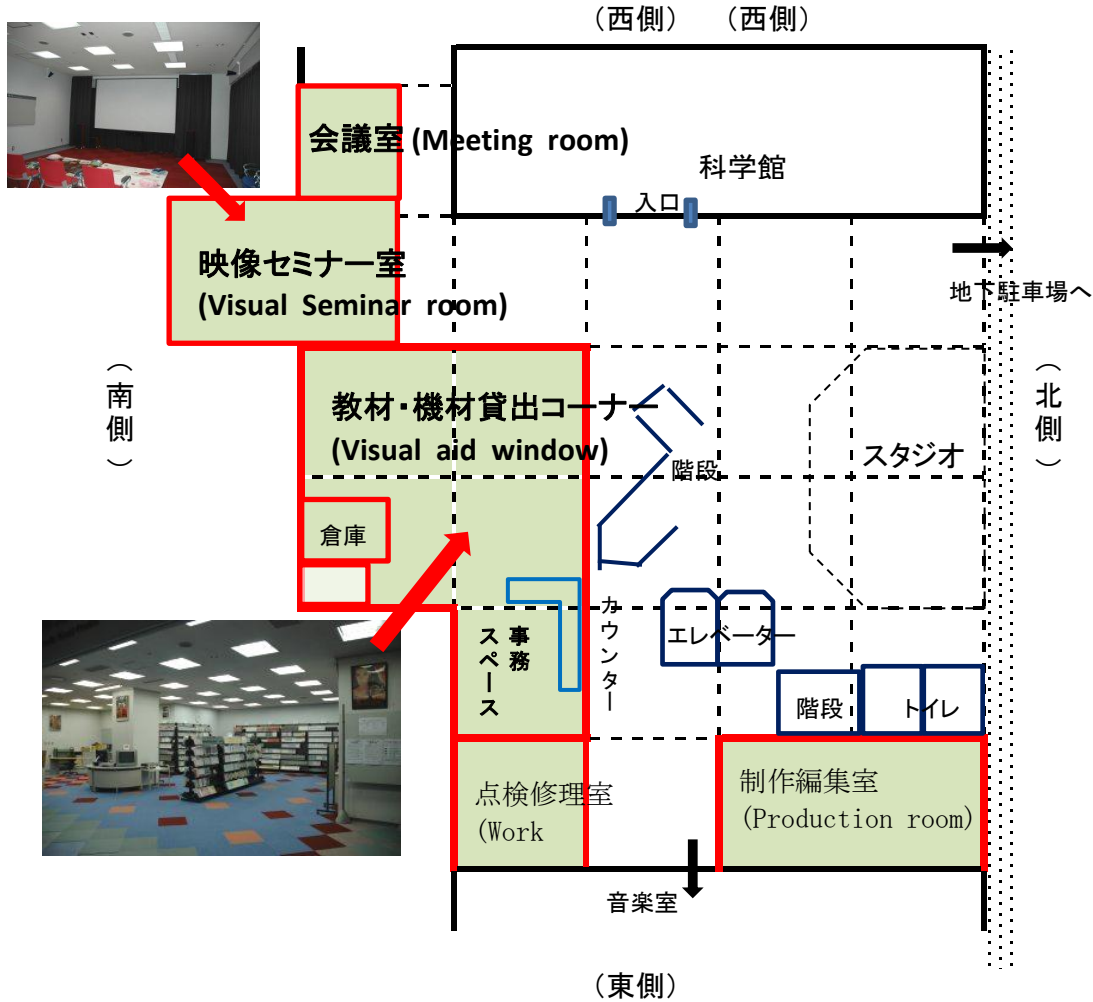 （西側）
（西側）
会議室 (Meeting room)
科学館
入口
映像セミナー室
(Visual Seminar room)
地下駐車場へ
（南側）
（北側）
教材・機材貸出コーナー
(Visual aid window)
階段
スタジオ
倉庫
カウンター
事務
スペース
エレベーター
階段
トイレ
点検修理室
(Work
制作編集室
(Production room)
音楽室
（東側）